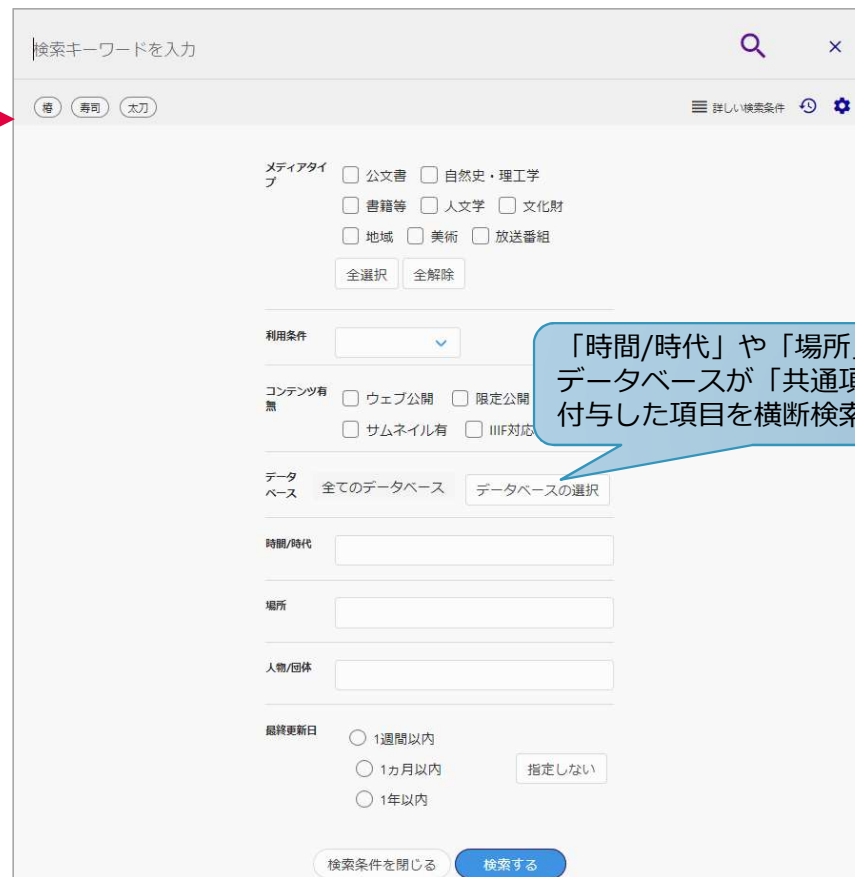 検索キーワードを入力
椿 寿司 太刀 詳しい検索条件
メディアタイ
プ
公文書 自然史・理工学
書籍等 人文学 文化財
地域 美術 放送番組
全選択 全解除
利用条件
「時間/時代」や「場所」
データベースが「共通項
付与した項目を横断検索
コンテンツ有
無
ウェブ公開 限定公開
サムネイル有 IIIF対応
データ
ベース
全てのデータベース データベースの選択
時間/時代
場所
人物/団体
最終更新日
1週間以内
1ヵ月以内 指定しない
1年以内
検索条件を閉じる 検索する